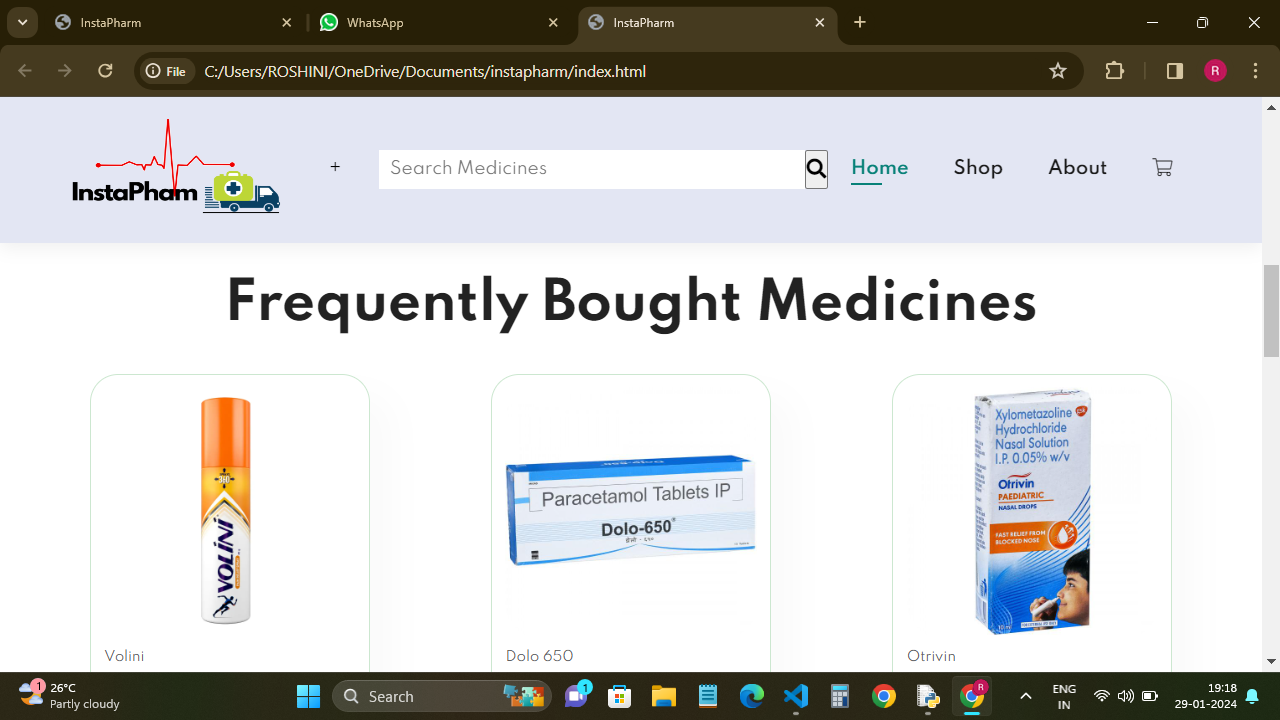 InstaPharm
WhatsApp
InstaPharm
File
C:/Users/ROSHINI/OneDrive/Documents/instapharm/index.html
R
InstaPham
+
Search Medicines
Home
Shop
About
Frequently Bought Medicines
360
VOLINI
Volini
Paracetamol Tablets IP
Dolo-650®
Dolo 650
Xylometazoline
Hydrochloride
Nasal Solution
I.P. 0.05% w/v
Otrivin
PAEDIATRIC
NASAL DROPS
FAST RELIEF FROM
BLOCKED NOSE
Otrivin
1
26°C
Partly cloudy
Search
1
R
ENG
IN
19:18
29-01-2024